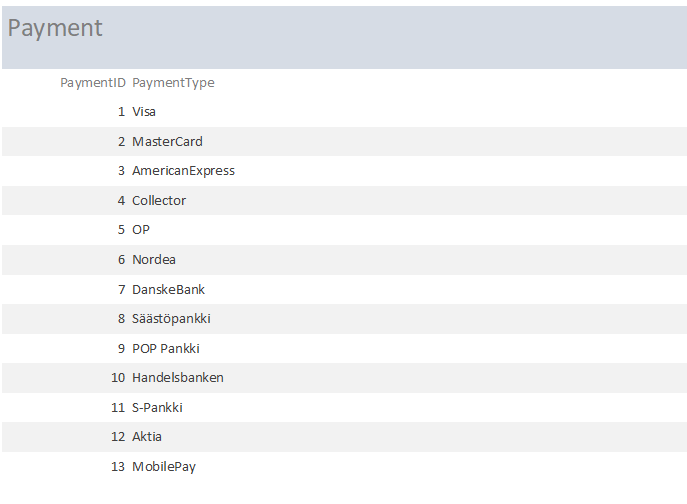 Payment
PaymentID PaymentType
1 Visa
2 MasterCard
3 AmericanExpress
4 Collector
5 OP
6 Nordea
7 DanskeBank
8 Säästöpankki
9 POP Pankki
10 Handelsbanken
11 S-Pankki
12 Aktia
13 MobilePay